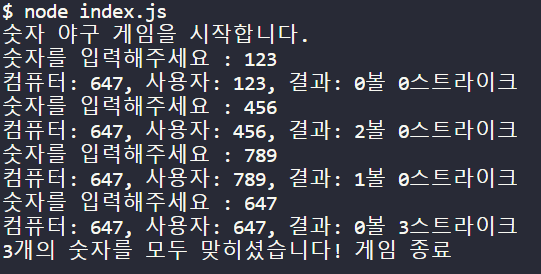 $ node index.js
숫자 야구 게임을 시작합니다.
숫자를 입력해주세요 : 123
컴퓨터: 647, 사용자: 123, 결과: 0볼 0스트라이크
숫자를 입력해주세요 : 456
컴퓨터: 647, 사용자: 456, 결과: 2볼 0스트라이크
숫자를 입력해주세요 : 789
컴퓨터: 647, 사용자: 789, 결과: 1볼 0스트라이크
숫자를 입력해주세요 : 647
컴퓨터: 647, 사용자: 647, 결과: 0볼 3스트라이크
3개의 숫자를 모두 맞히셨습니다! 게임 종료